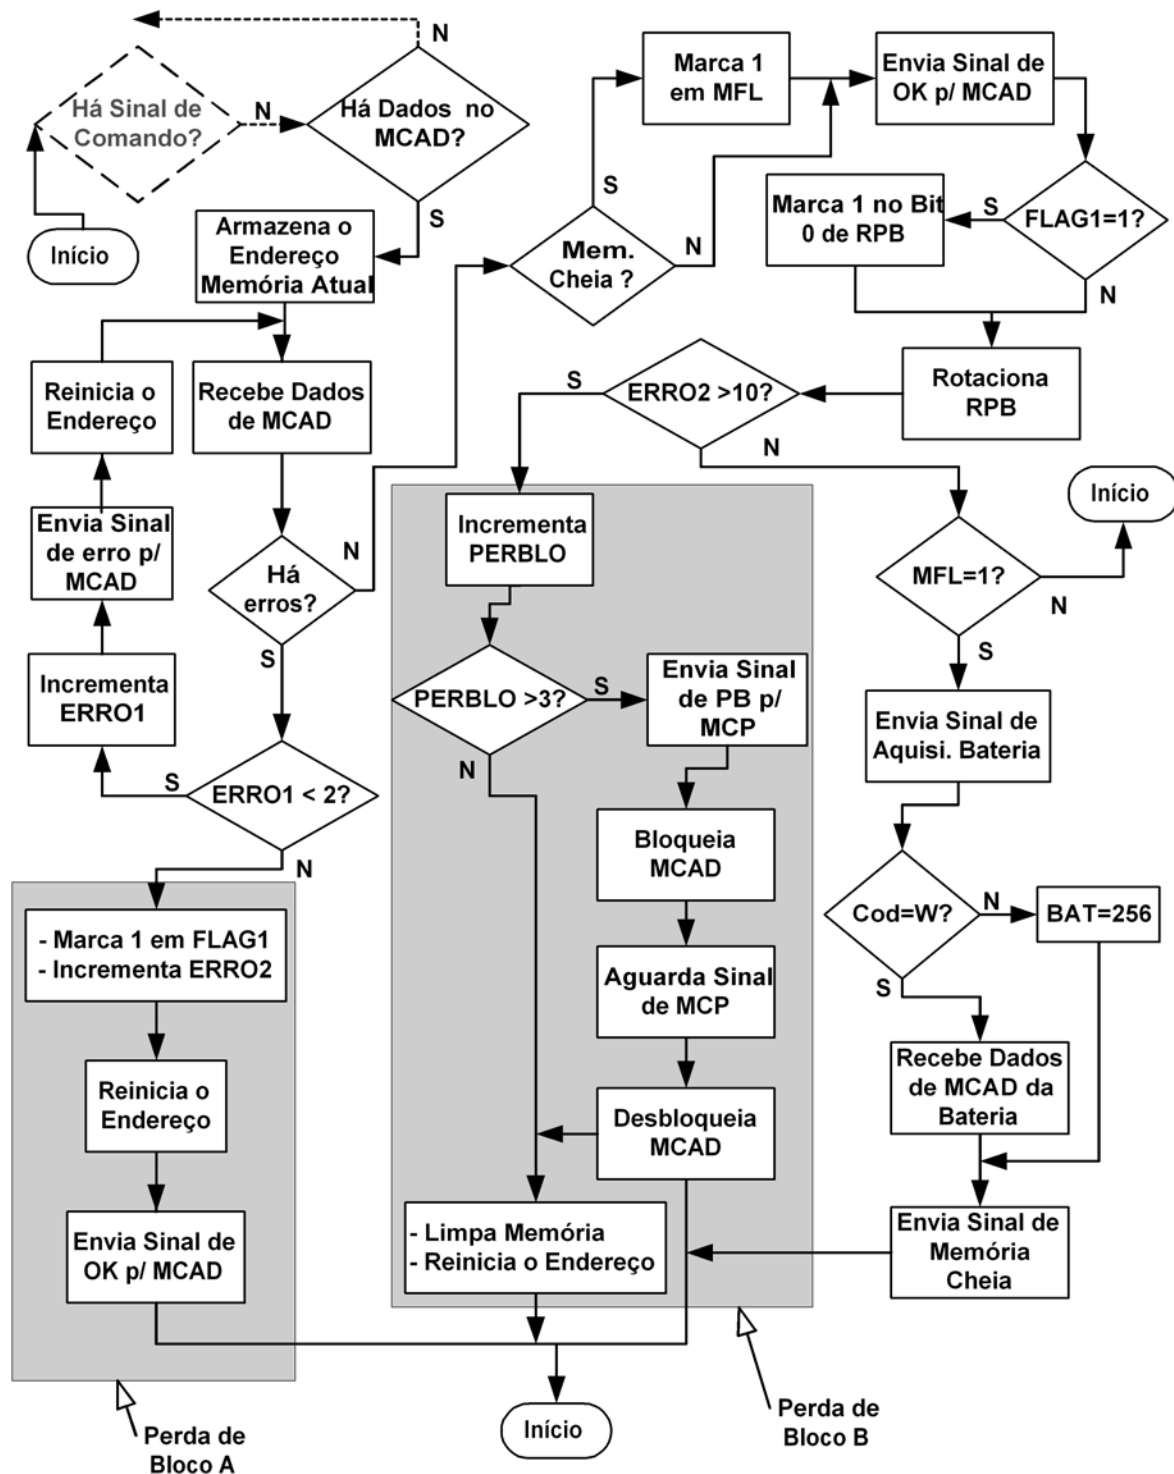 N
Há Sinal de
Comando?
N
Há Dados no
MCAD?
S
Início
Armazena o
Endereço
Memória Atual
Reinicia o
Endereço
Recebe Dados
de MCAD
Envia Sinal
de erro p/
MCAD
Há
erros?
N
S
Incrementa
ERRO1
S
ERRO1 < 2?
N
- Marca 1 em FLAG1
- Incrementa ERRO2
Reinicia o
Endereço
Envia Sinal de
OK p/ MCAD
Perda de
Bloco A
Marca 1
em MFL
Envia Sinal de
OK p/ MCAD
S
Mem.
Cheia ?
N
Marca 1 no Bit
0 de RPB
S
FLAG1=1?
N
Rotaciona
RPB
S
ERRO2 >10?
N
Incrementa
PERBLO
PERBLO >3?
S
N
Envia Sinal
de PB p/
MCP
Bloqueia
MCAD
Aguarda Sinal
de MCP
Desbloqueia
MCAD
- Limpa Memória
- Reinicia o Endereço
Início
Perda de
Bloco B
Início
MFL=1?
N
S
Envia Sinal de
Aquisi. Bateria
Cod=W?
N
BAT=256
S
Recebe Dados
de MCAD da
Bateria
Envia Sinal de
Memória
Cheia